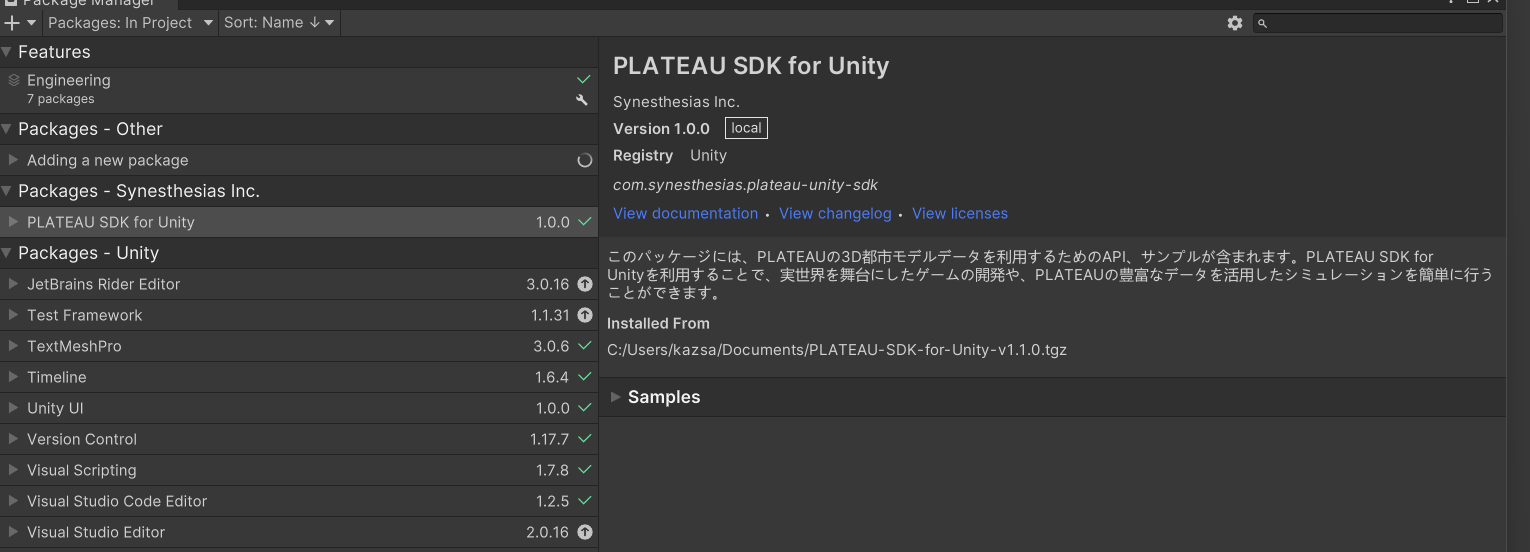 Package Manager
Packages: In Project
Sort: Name ↓
Features
Engineering
7 packages
Packages - Other
Adding a new package
Packages - Synesthesias Inc.
PLATEAU SDK for Unity 1.0.0
Packages - Unity
JetBrains Rider Editor 3.0.16
Test Framework 1.1.31
TextMeshPro 3.0.6
Timeline 1.6.4
Unity UI 1.0.0
Version Control 1.17.7
Visual Scripting 1.7.8
Visual Studio Code Editor 1.2.5
Visual Studio Editor 2.0.16
PLATEAU SDK for Unity
Synesthesias Inc.
Version 1.0.0 local
Registry Unity
com.synesthesias.plateau-unity-sdk
View documentation • View changelog • View licenses
このパッケージには、PLATEAUの3D都市モデルデータを利用するためのAPI、サンプルが含まれます。PLATEAU SDK for
Unityを利用することで、実世界を舞台にしたゲームの開発や、PLATEAUの豊富なデータを活用したシミュレーションを簡単に行う
ことができます。
Installed From
C:/Users/kazsa/Documents/PLATEAU-SDK-for-Unity-v1.1.0.tgz
Samples